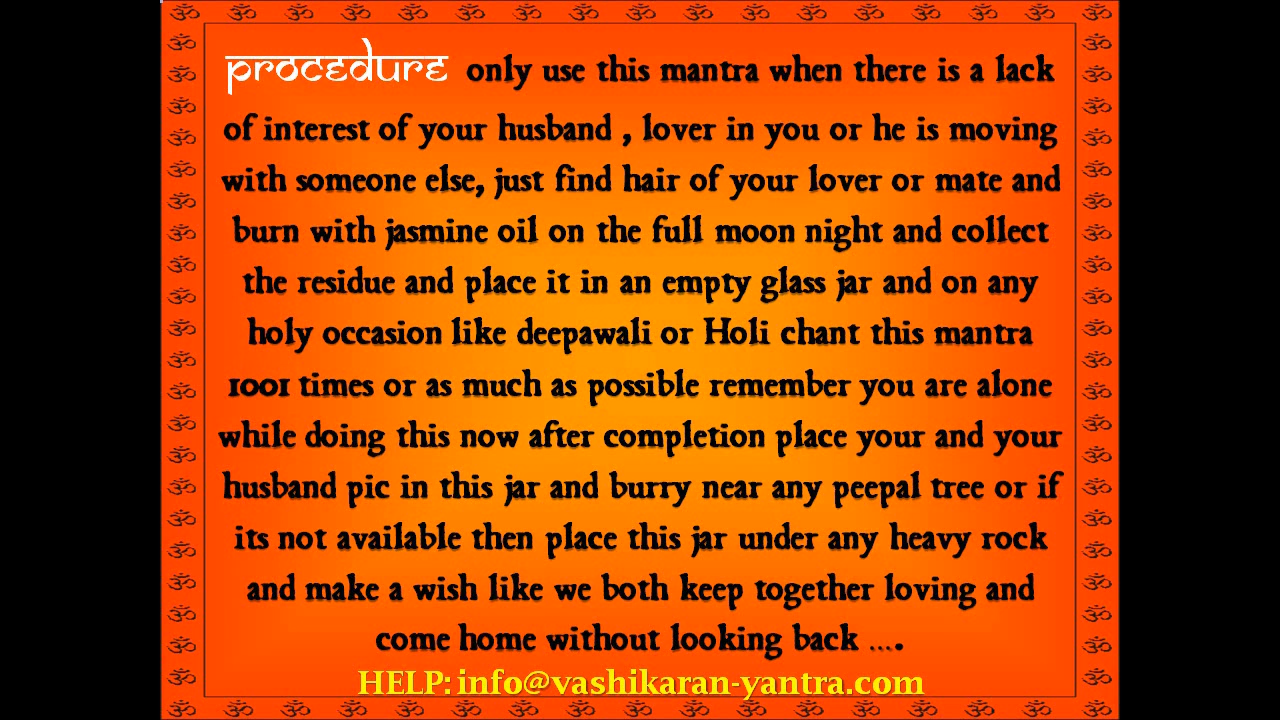 PROCEDURE only use this mantra when there is a lack
of interest of your husband , lover in you or he is moving
with someone else, just find hair of your lover or mate and
burn with jasmine oil on the full moon night and collect
the residue and place it in an empty glass jar and on any
holy occasion like deepawali or Holi chant this mantra
1001 times or as much as possible remember you are alone
while doing this now after completion place your and your
husband pic in this jar and burry near any peepal tree or if
its not available then place this jar under any heavy rock
and make a wish like we both keep together loving and
come home without looking back ....
HELP: info@vashikaran-yantra.com